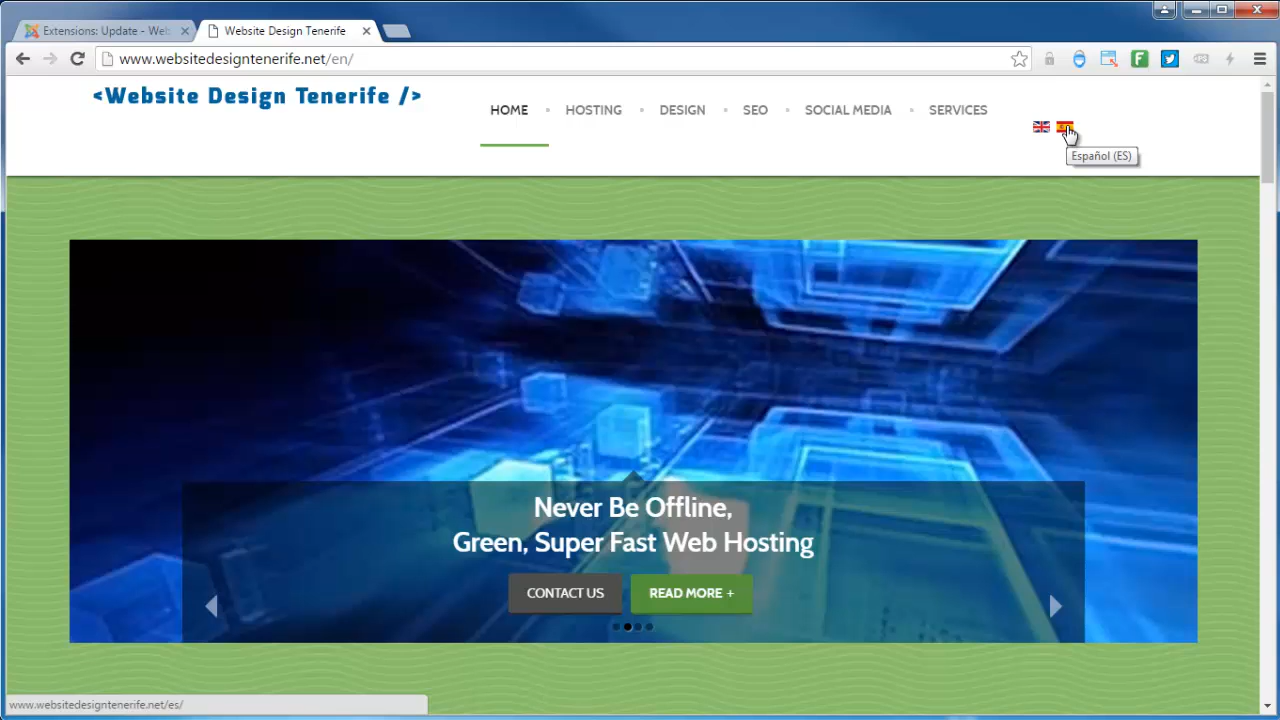 Extensions: Update - Web
Website Design Tenerife
www.websitedesigntenerife.net/en/
<Website Design Tenerife />
HOME
HOSTING
DESIGN
SEO
SOCIAL MEDIA
SERVICES
Español (ES)
Never Be Offline,
Green, Super Fast Web Hosting
CONTACT US
READ MORE +
www.websitedesigntenerife.net/es/